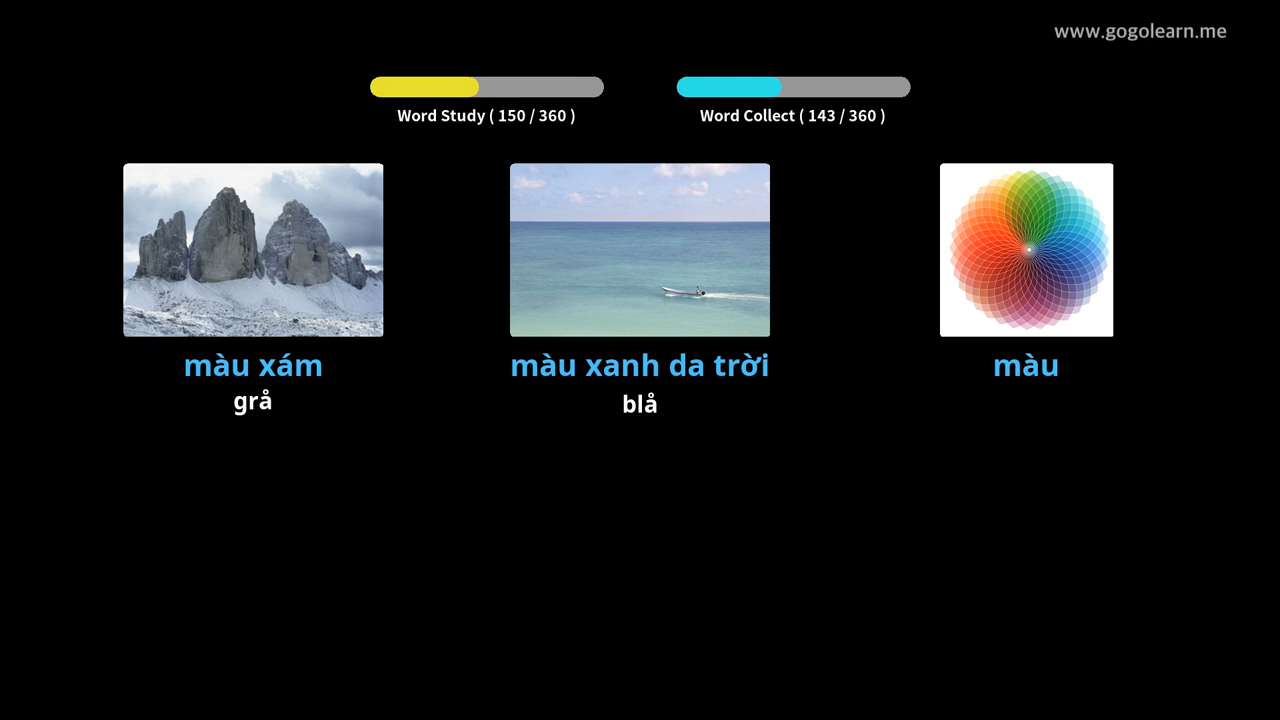 www.gogolearn.me
Word Study ( 150 / 360 )
Word Collect ( 143 / 360 )
màu xám
grå
màu xanh da trời
blå
màu